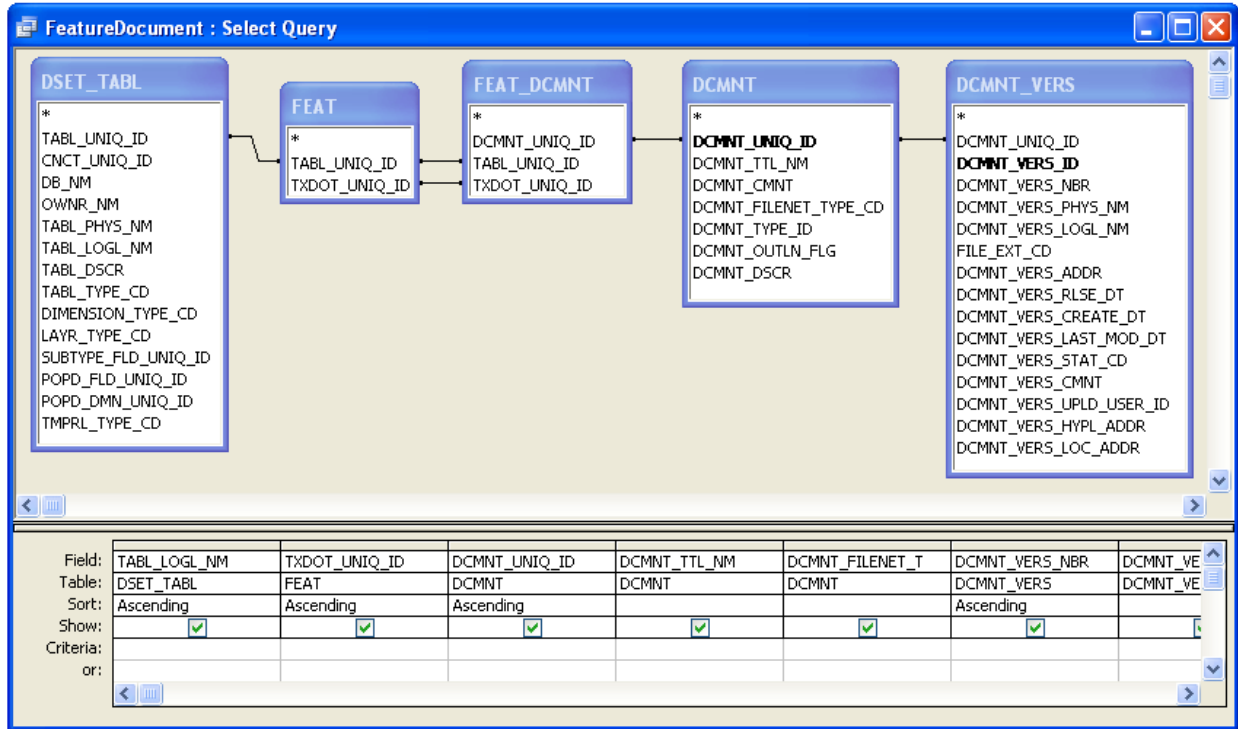 FeatureDocument : Select Query
DSET_TABL
*
TABL_UNIQ_ID
CNCT_UNIQ_ID
DB_NM
OWNR_NM
TABL_PHYS_NM
TABL_LOGL_NM
TABL_DSCR
TABL_TYPE_CD
DIMENSION_TYPE_CD
LAYR_TYPE_CD
SUBTYPE_FLD_UNIQ_ID
POPD_FLD_UNIQ_ID
POPD_DMN_UNIQ_ID
TMPRL_TYPE_CD
FEAT
*
TABL_UNIQ_ID
TXDOT_UNIQ_ID
FEAT_DCMNT
*
DCMNT_UNIQ_ID
TABL_UNIQ_ID
TXDOT_UNIQ_ID
DCMNT
*
DCMNT_UNIQ_ID
DCMNT_TTL_NM
DCMNT_CMNT
DCMNT_FILENET_TYPE_CD
DCMNT_TYPE_ID
DCMNT_OUTLN_FLG
DCMNT_DSCR
DCMNT_VERS
*
DCMNT_UNIQ_ID
DCMNT_VERS_ID
DCMNT_VERS_NBR
DCMNT_VERS_PHYS_NM
DCMNT_VERS_LOGL_NM
FILE_EXT_CD
DCMNT_VERS_ADDR
DCMNT_VERS_RLSE_DT
DCMNT_VERS_CREATE_DT
DCMNT_VERS_LAST_MOD_DT
DCMNT_VERS_STAT_CD
DCMNT_VERS_CMNT
DCMNT_VERS_UPLD_USER_ID
DCMNT_VERS_HYPL_ADDR
DCMNT_VERS_LOC_ADDR
Field: TABL_LOGL_NM TXDOT_UNIQ_ID DCMNT_UNIQ_ID DCMNT_TTL_NM DCMNT_FILENET_T DCMNT_VERS_NBR DCMNT_VE
Table: DSET_TABL FEAT DCMNT DCMNT DCMNT DCMNT_VERS DCMNT_VE
Sort: Ascending Ascending Ascending Ascending
Show:
Criteria:
or: